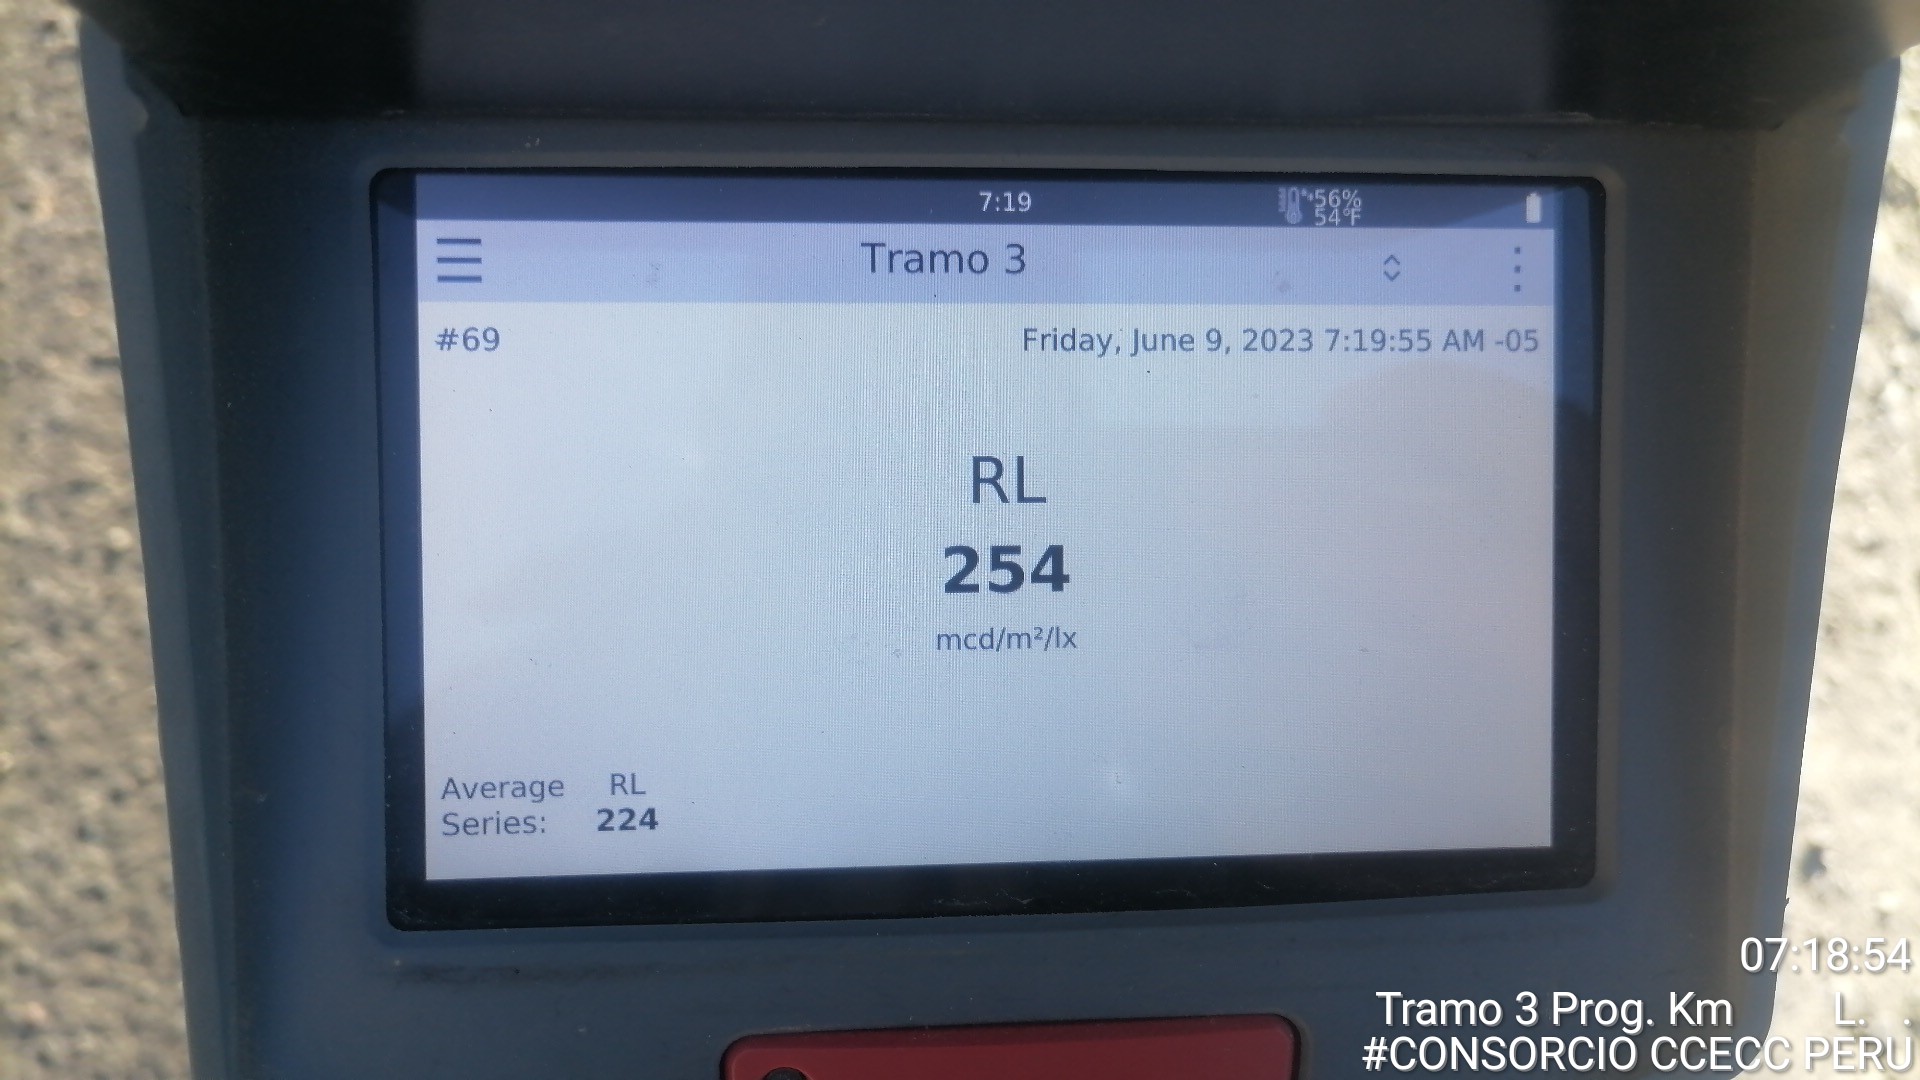 7:19
56%
54°F
Tramo 3
#69
Friday, June 9, 2023 7:19:55 AM -05
RL
254
mcd/m²/lx
Average RL
Series: 224
07:18:54
Tramo 3 Prog. Km L. .
#CONSORCIO CCECC PERU